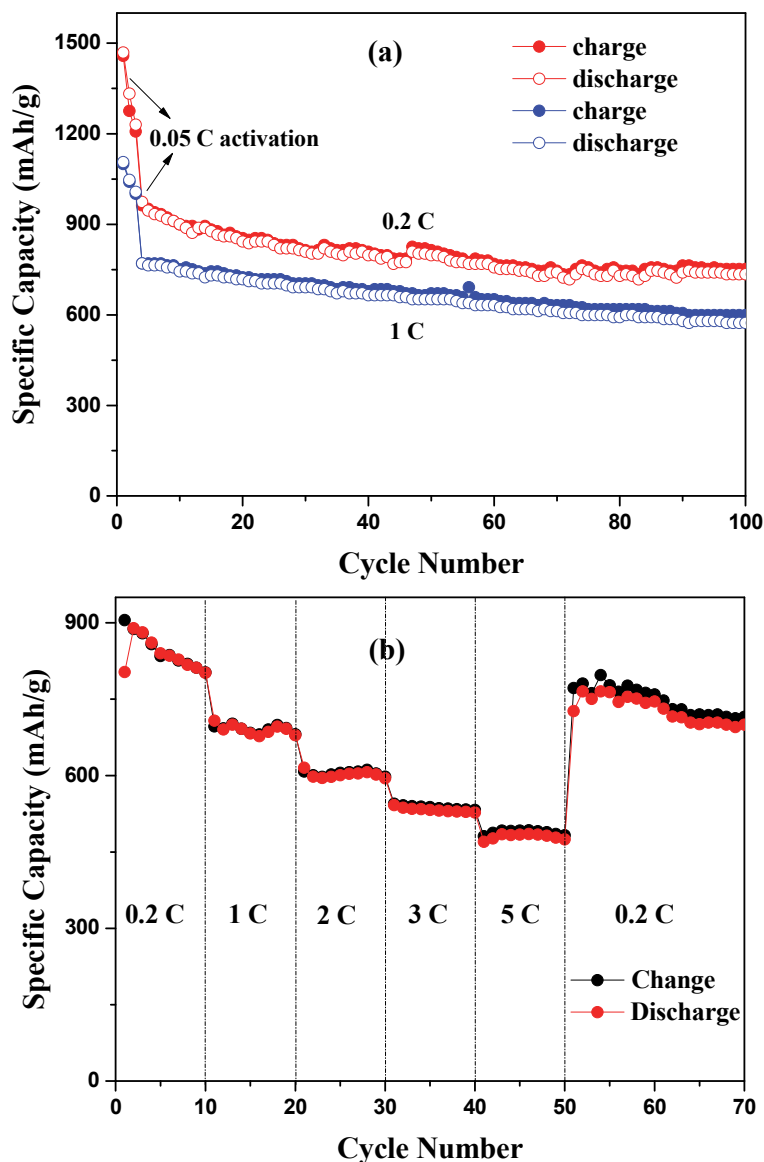 (a)
charge
discharge
charge
discharge
0.05 C activation
0.2 C
1 C
1500
1200
900
600
300
0
0 20 40 60 80 100
Specific Capacity (mAh/g)
Cycle Number
(b)
900
600
300
0
0.2 C 1 C 2 C 3 C 5 C 0.2 C
Change
Discharge
0 10 20 30 40 50 60 70
Specific Capacity (mAh/g)
Cycle Number